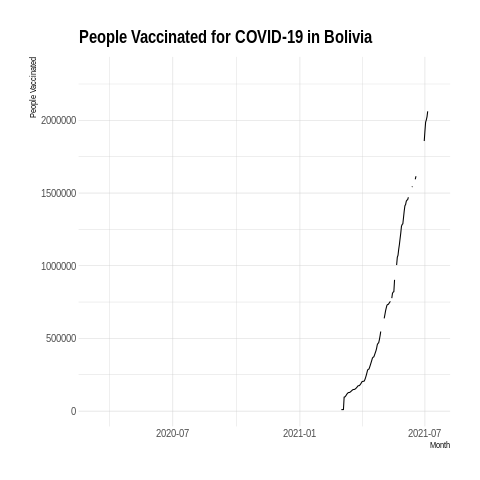 People Vaccinated for COVID-19 in Bolivia
People Vaccinated
2000000
1500000
1000000
500000
0
2020-07
2021-01
2021-07
Month